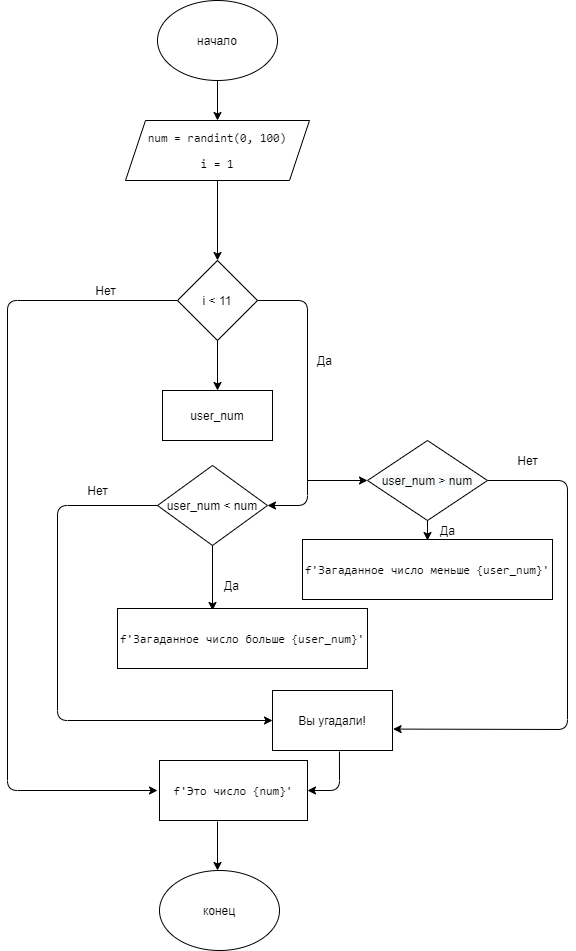 начало
num = randint(0, 100)
i = 1
Нет
i < 11
Да
user_num
Нет
user_num > num
Нет
user_num < num
Да
f'Загаданное число меньше {user_num}'
Да
f'Загаданное число больше {user_num}'
Вы угадали!
f'Это число {num}'
конец